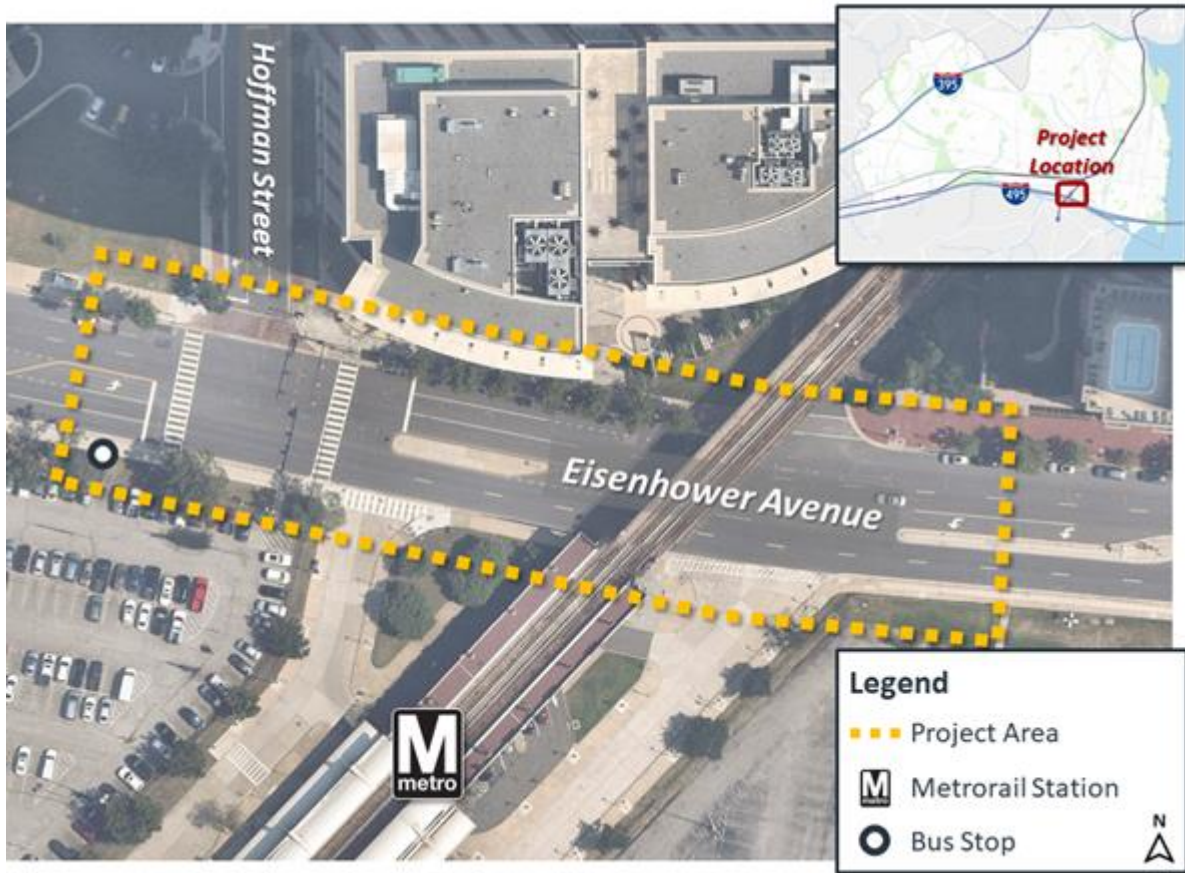 Hoffman Street
395
Project
Location
495
Eisenhower Avenue
M
metro
Legend
Project Area
M
metro
Metrorail Station
Bus Stop
N